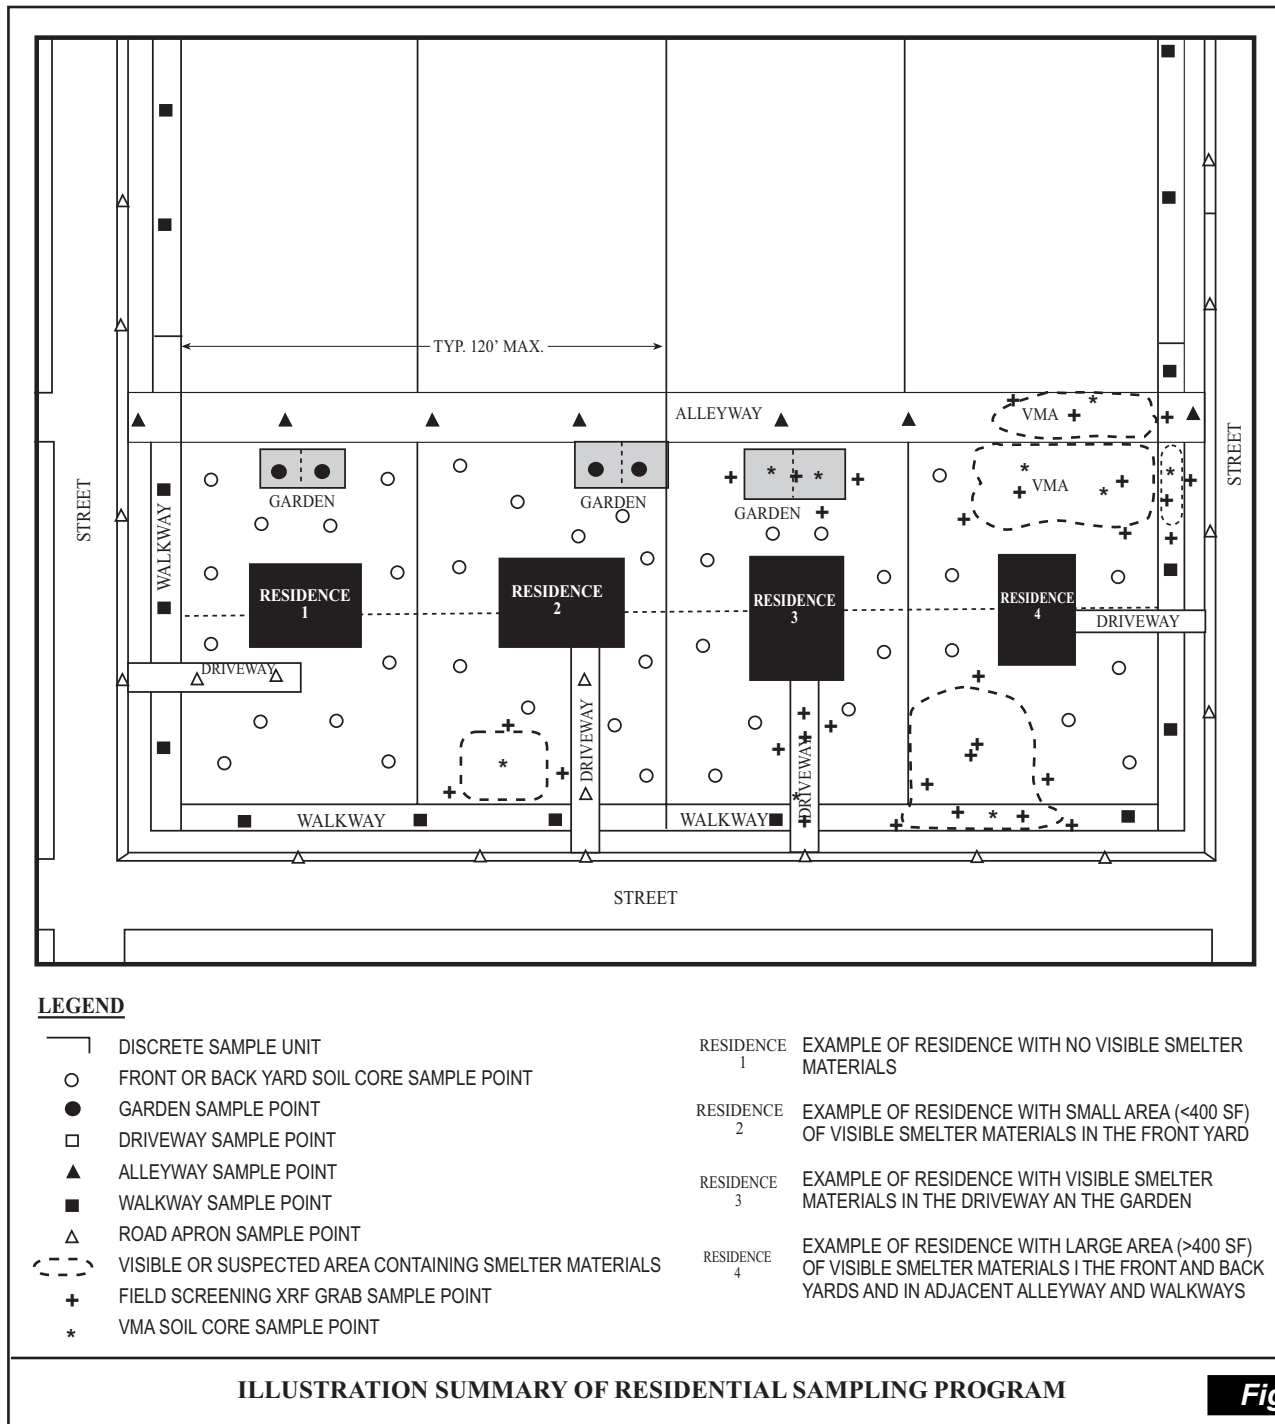 TYP. 120' MAX.
ALLEYWAY
VMA
STREET
STREET
WALKWAY
GARDEN
GARDEN
GARDEN
VMA
RESIDENCE
1
RESIDENCE
2
RESIDENCE
3
RESIDENCE
4
DRIVEWAY
DRIVEWAY
DRIVEWAY
DRIVEWAY
WALKWAY
WALKWAY
STREET
LEGEND
DISCRETE SAMPLE UNIT
FRONT OR BACK YARD SOIL CORE SAMPLE POINT
GARDEN SAMPLE POINT
DRIVEWAY SAMPLE POINT
ALLEYWAY SAMPLE POINT
WALKWAY SAMPLE POINT
ROAD APRON SAMPLE POINT
VISIBLE OR SUSPECTED AREA CONTAINING SMELTER MATERIALS
FIELD SCREENING XRF GRAB SAMPLE POINT
VMA SOIL CORE SAMPLE POINT
RESIDENCE
1
EXAMPLE OF RESIDENCE WITH NO VISIBLE SMELTER
MATERIALS
RESIDENCE
2
EXAMPLE OF RESIDENCE WITH SMALL AREA (<400 SF)
OF VISIBLE SMELTER MATERIALS IN THE FRONT YARD
RESIDENCE
3
EXAMPLE OF RESIDENCE WITH VISIBLE SMELTER
MATERIALS IN THE DRIVEWAY AN THE GARDEN
RESIDENCE
4
EXAMPLE OF RESIDENCE WITH LARGE AREA (>400 SF)
OF VISIBLE SMELTER MATERIALS I THE FRONT AND BACK
YARDS AND IN ADJACENT ALLEYWAY AND WALKWAYS
ILLUSTRATION SUMMARY OF RESIDENTIAL SAMPLING PROGRAM
Fig